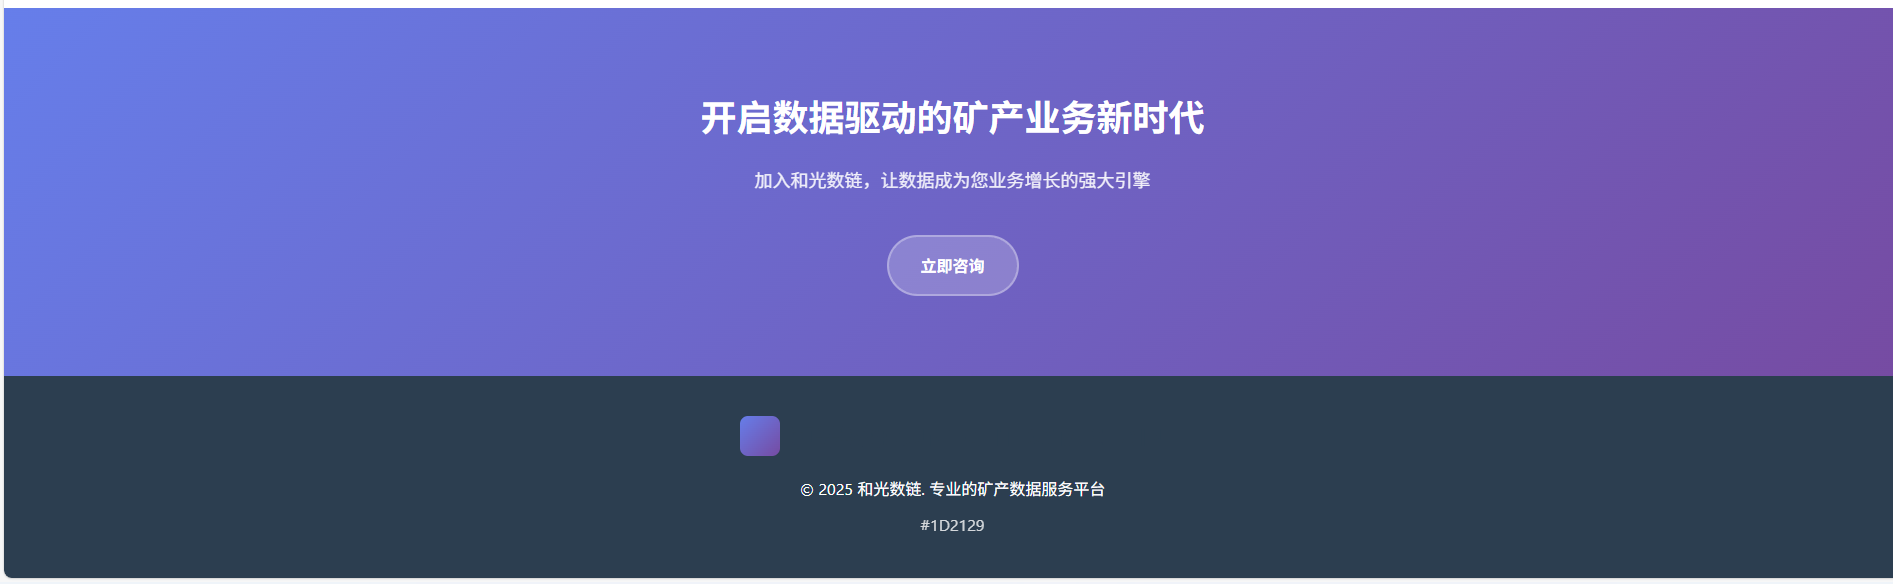 开启数据驱动的矿产业务新时代
加入和光数链，让数据成为您业务增长的强大引擎
立即咨询
© 2025 和光数链. 专业的矿产数据服务平台
#1D2129